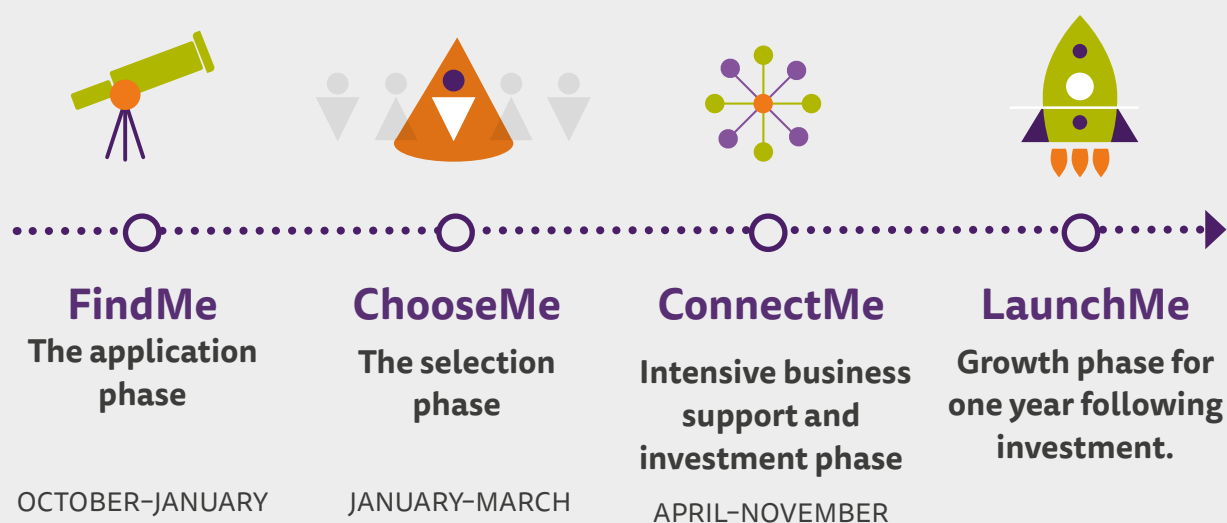 FindMe
The application
phase
OCTOBER–JANUARY
ChooseMe
The selection
phase
JANUARY–MARCH
ConnectMe
Intensive business
support and
investment phase
APRIL–NOVEMBER
LaunchMe
Growth phase for
one year following
investment.